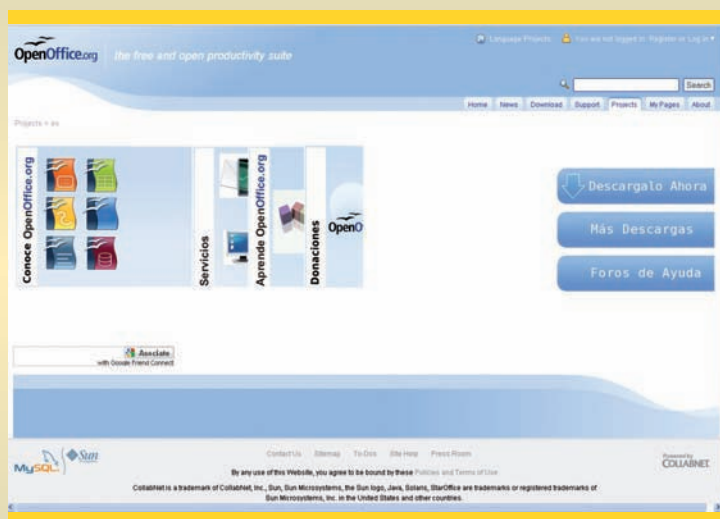 OpenOffice.org
the free and open productivity suite
Language Projects
You are not logged in. Register or Log in
Search
Home News Download Support Projects My Pages About
Projects > es
Conoce OpenOffice.org
Servicios
Aprende OpenOffice.org
Donaciones
OpenO
Descargalo Ahora
Más Descargas
Foros de Ayuda
Asociate
with Google Friend Connect
MySQL
Sun
Contact Us Sitemap To-Dos Site Help Press Room
Powered by
COLLABNET
By any use of this Website, you agree to be bound by these Policies and Terms of Use
CollabNet is a trademark of CollabNet, Inc., Sun, Sun Microsystems, the Sun logo, Java, Solaris, StarOffice are trademarks or registered trademarks of
Sun Microsystems, Inc. in the United States and other countries.